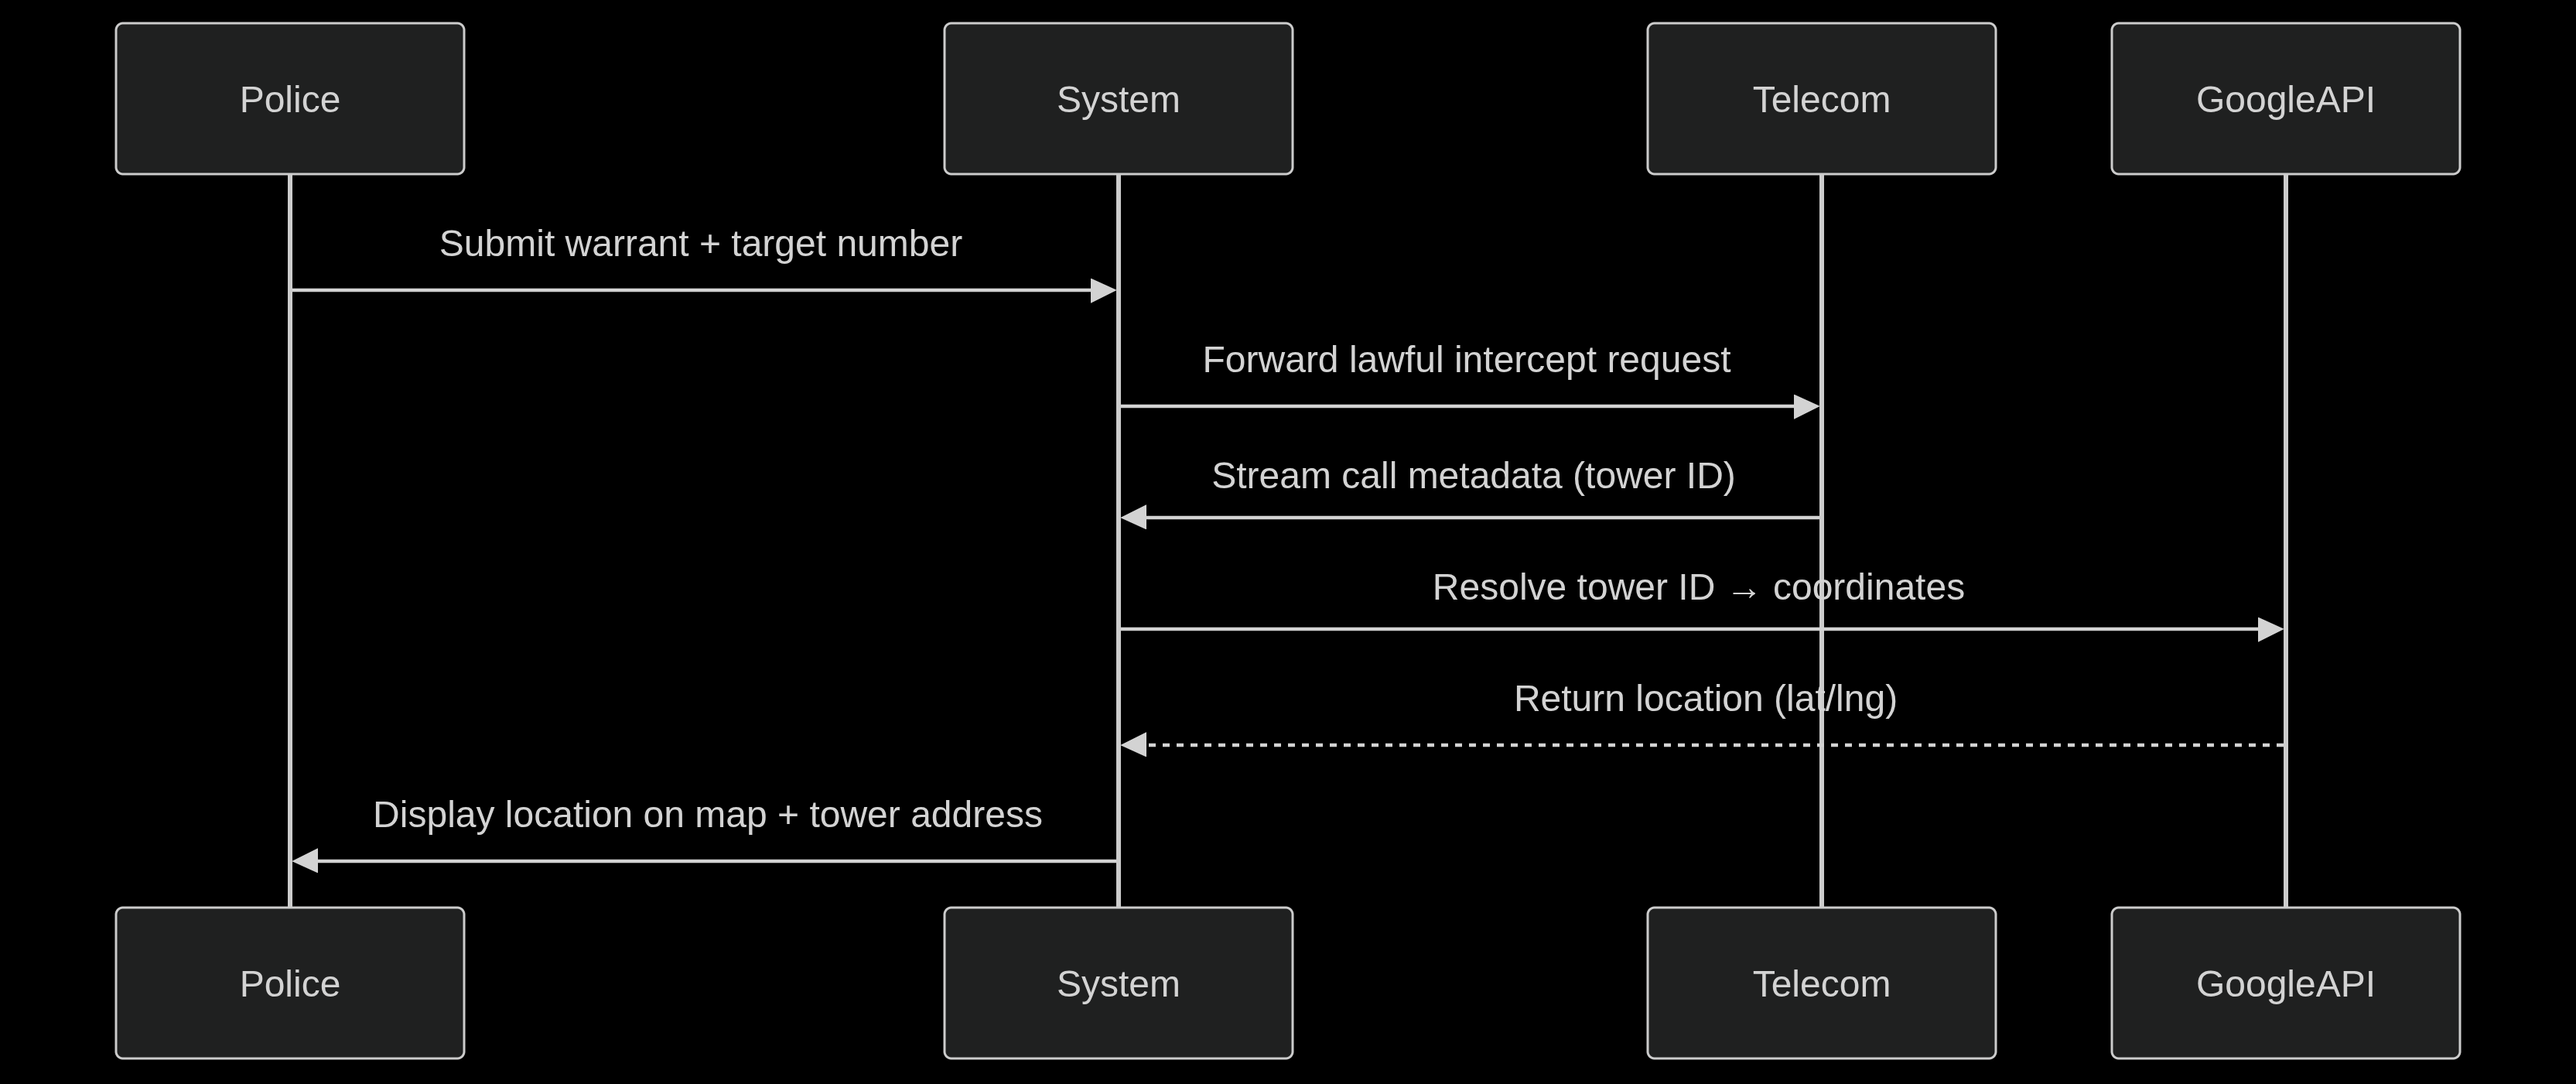 Police
System
Telecom
GoogleAPI
Submit warrant + target number
Forward lawful intercept request
Stream call metadata (tower ID)
Resolve tower ID → coordinates
Return location (lat/lng)
Display location on map + tower address
Police
System
Telecom
GoogleAPI